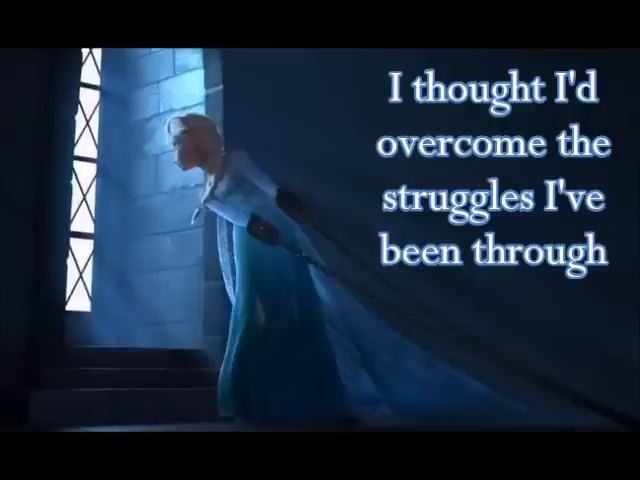 I thought I'd
overcome the
struggles I've
been through